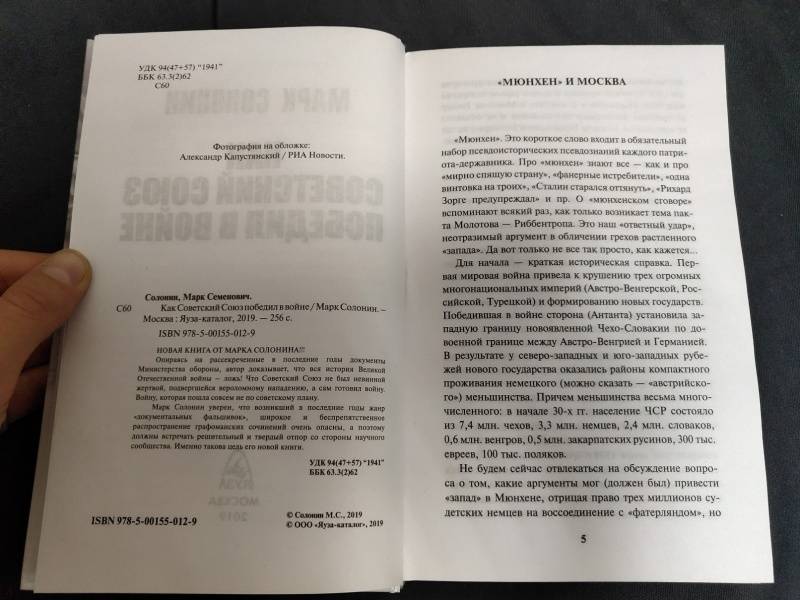 УДК 94(47+57) “1941”
ББК 63.3(2)62
С60
Фотография на обложке:
Александр Капустянский / РИА Новости.
Солонин, Марк Семенович.
С60 Как Советский Союз победил в войне / Марк Солонин. –
Москва : Яуза-каталог, 2019. — 256 с.
ISBN 978-5-00155-012-9
НОВАЯ КНИГА ОТ МАРКА СОЛОНИНА!!!
Опираясь на рассекреченные в последние годы документы
Министерства обороны, автор доказывает, что вся история Великой
Отечественной войны — ложь! Что Советский Союз не был невинной
жертвой, подвергшейся вероломному нападению, а сам готовил войну.
Войну, которая пошла совсем не по советскому плану.
Марк Солонин уверен, что возникший в последние годы жанр
«документальных фальшивок», широкое и беспрепятственное
распространение графоманских сочинений очень опасны, а поэтому
должны встречать решительный и твердый отпор со стороны научного
сообщества. Именно такова цель его новой книги.
УДК 94(47+57) “1941”
ББК 63.3(2)62
© Солонин М.С., 2019
ISBN 978-5-00155-012-9 © ООО «Яуза-каталог», 2019
«МЮНХЕН» И МОСКВА
«Мюнхен». Это короткое слово входит в обязательный
набор псевдоисторических псевдознаний каждого патри-
ота-державника. Про «мюнхен» знают все — как и про
«мирно спящую страну», «фанерные истребители», «одна
винтовка на троих», «Сталин старался оттянуть», «Рихард
Зорге предупреждал» и пр. О «мюнхенском сговоре»
вспоминают всякий раз, как только возникает тема пак-
та Молотова — Риббентропа. Это наш «ответный удар»,
неотразимый аргумент в обличении грехов растленного
«запада». Да вот только не все так просто, как кажется...
Для начала — краткая историческая справка. Пер-
вая мировая война привела к крушению трех огромных
многонациональных империй (Австро-Венгерской, Рос-
сийской, Турецкой) и формированию новых государств.
Победившая в войне сторона (Антанта) установила за-
падную границу новоявленной Чехо-Словакии по до-
военной границе между Австро-Венгрией и Германией.
В результате у северо-западных и юго-западных рубе-
жей нового государства оказались районы компактного
проживания немецкого (можно сказать — «австрийско-
го») меньшинства. Причем меньшинства весьма много-
численного: в начале 30-х гг. население ЧСР состояло
из 7,4 млн. чехов, 3,3 млн. немцев, 2,4 млн. словаков,
0,6 млн. венгров, 0,5 млн. закарпатских русинов, 300 тыс.
евреев, 100 тыс. поляков.
Не будем сейчас отвлекаться на обсуждение вопро-
са о том, какие аргументы мог (должен был) привести
«запад» в Мюнхене, отрицая право трех миллионов су-
детских немцев на воссоединение с «фатерляндом», но
5